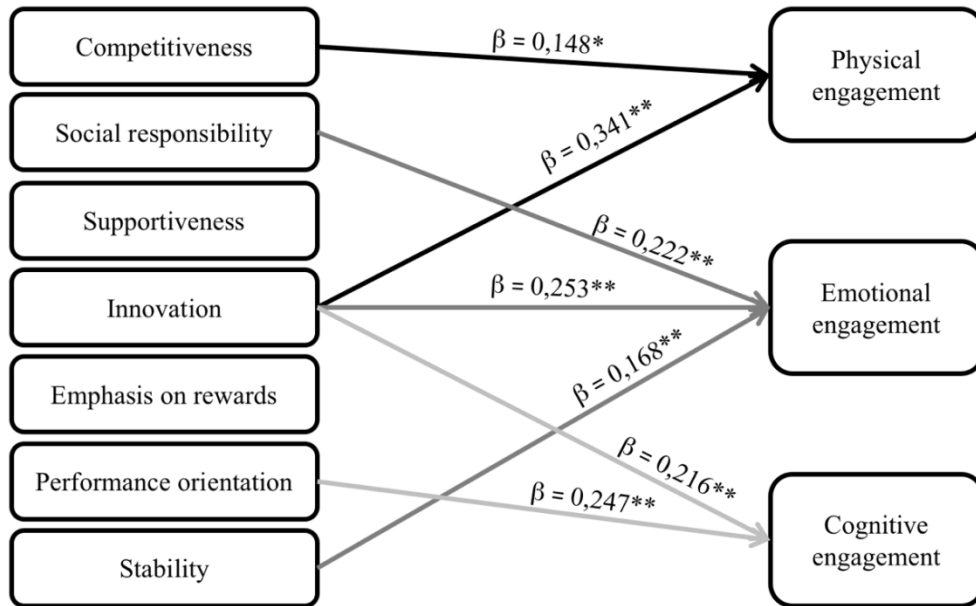 Competitiveness
Social responsibility
Supportiveness
Innovation
Emphasis on rewards
Performance orientation
Stability
β = 0,148*
β = 0,341**
β = 0,222**
β = 0,253**
β = 0,168**
β = 0,216**
β = 0,247**
Physical
engagement
Emotional
engagement
Cognitive
engagement